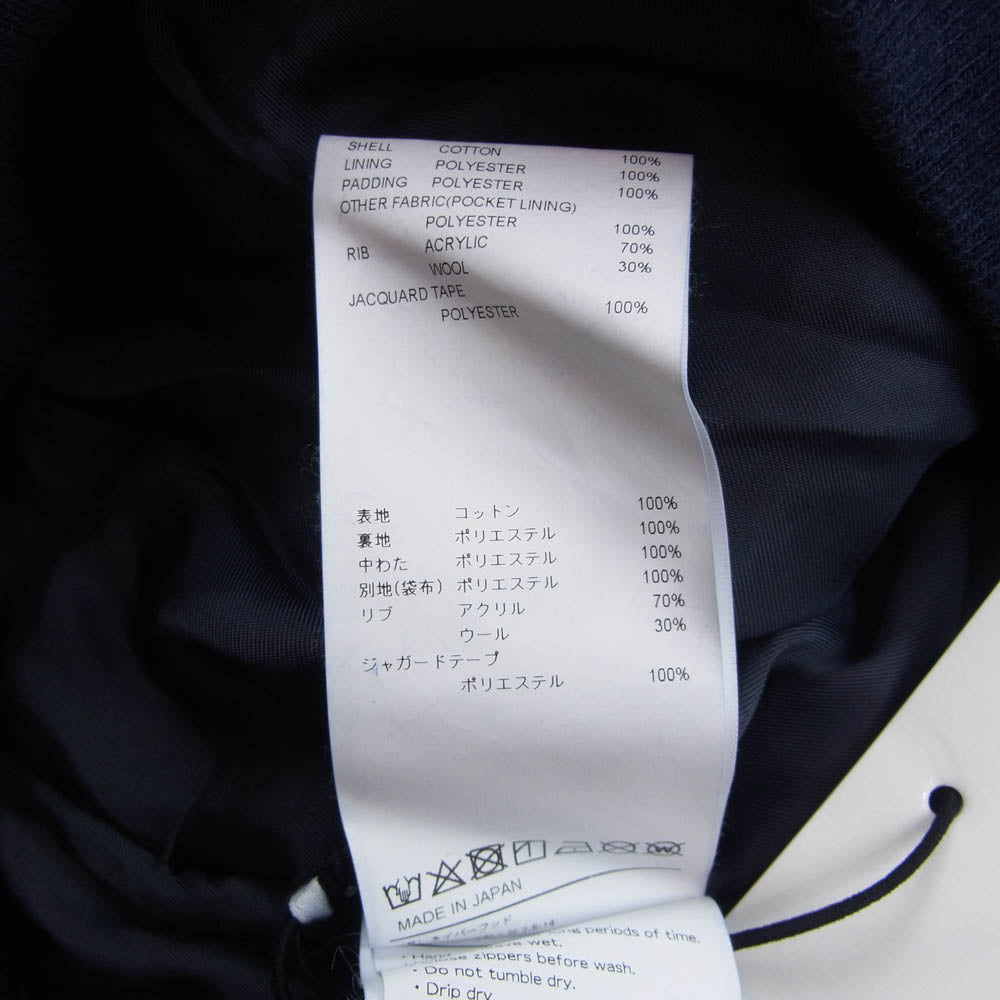 SHELL COTTON 100%
LINING POLYESTER 100%
PADDING POLYESTER 100%
OTHER FABRIC(POCKET LINING)
POLYESTER 100%
RIB ACRYLIC 70%
WOOL 30%
JACQUARD TAPE
POLYESTER 100%
表地 コットン 100%
裏地 ポリエステル 100%
中わた ポリエステル 100%
別地(袋布) ポリエステル 100%
リブ アクリル 70%
ウール 30%
ジャガードテープ
ポリエステル 100%
MADE IN JAPAN
periods of time.
wet.
zippers before wash.
• Do not tumble dry.
• Drip dry